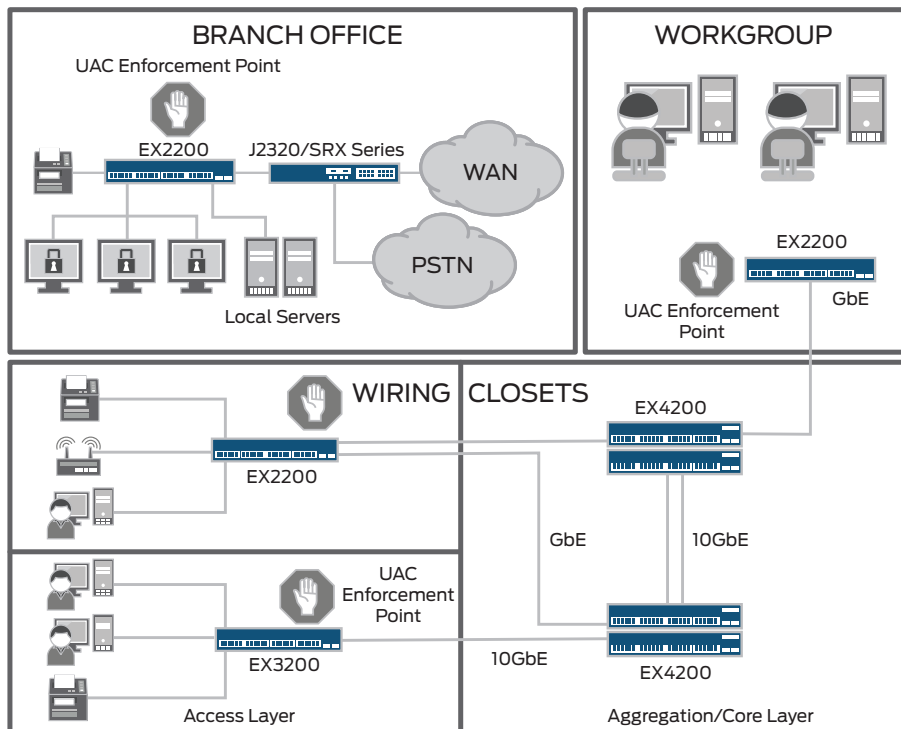 BRANCH OFFICE
UAC Enforcement Point
EX2200
J2320/SRX Series
WAN
PSTN
Local Servers
WORKGROUP
EX2200
GbE
UAC Enforcement
Point
WIRING
CLOSETS
EX2200
EX4200
GbE
10GbE
UAC
Enforcement
Point
EX3200
10GbE
EX4200
Access Layer
Aggregation/Core Layer